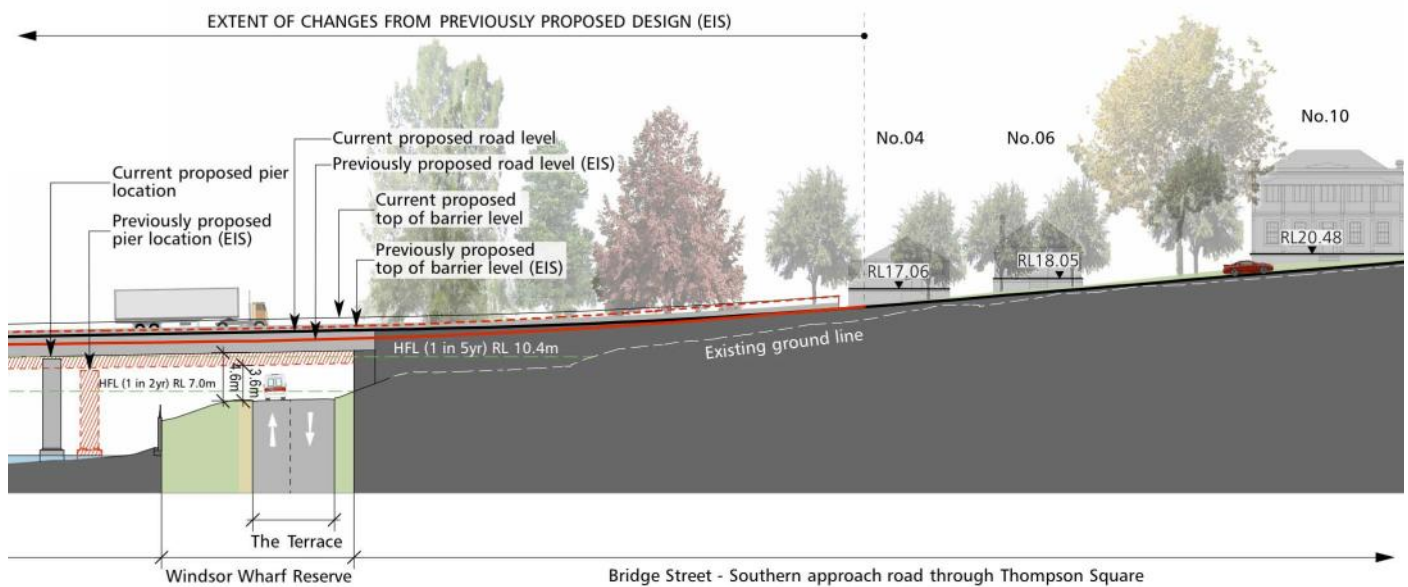 EXTENT OF CHANGES FROM PREVIOUSLY PROPOSED DESIGN (EIS)
No.10
No.04
No.06
Current proposed road level
Previously proposed road level (EIS)
Current proposed pier
location
Current proposed
top of barrier level
Previously proposed
pier location (EIS)
Previously proposed
top of barrier level (EIS)
RL20.48
RL18.05
RL17.06
Existing ground line
HFL (1 in 5yr) RL 10.4m
HFL (1 in 2yr) RL 7.0m
4.6m
3.6m
The Terrace
Windsor Wharf Reserve
Bridge Street - Southern approach road through Thompson Square